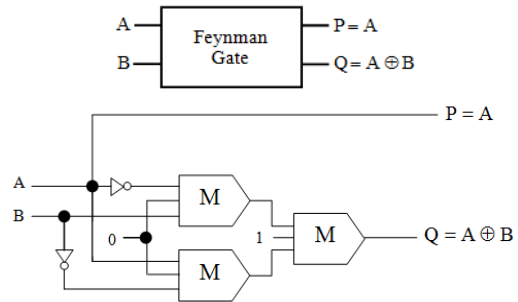 A
Feynman
P = A
B
Gate
Q = A ⊕ B
P = A
A
M
B
0
1
M
Q = A ⊕ B
M